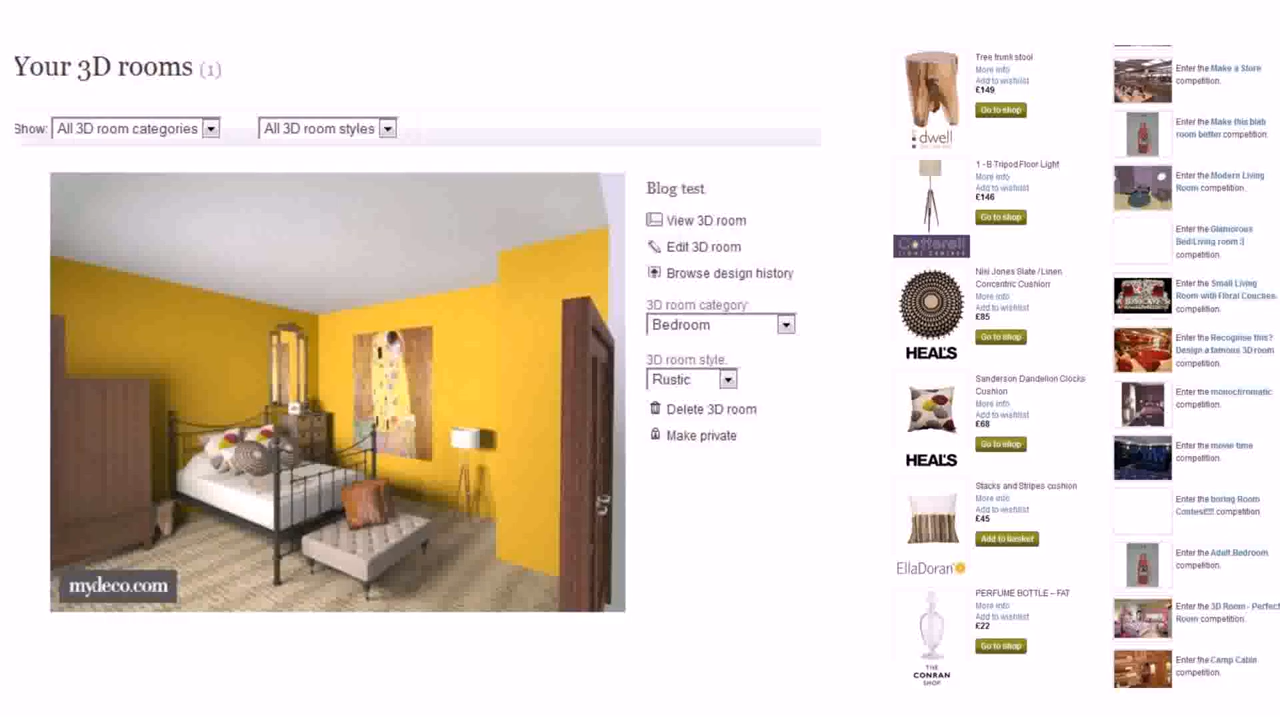 Your 3D rooms (1)
Show: All 3D room categories
All 3D room styles
mydeco.com
Blog test
View 3D room
Edit 3D room
Browse design history
3D room category:
Bedroom
3D room style:
Rustic
Delete 3D room
Make private
Tree trunk stool
More info
Add to wishlist
£149
Go to shop
dwell
1 - B Tripod Floor Light
More info
Add to wishlist
£146
Go to shop
Cotterell
Niki Jones Slate / Linen
Concentric Cushion
More info
Add to wishlist
£85
Go to shop
HEAL'S
Sanderson Dandelion Clocks
Cushion
More info
Add to wishlist
£68
Go to shop
HEAL'S
Stacks and Stripes cushion
More info
Add to wishlist
£45
Add to basket
EllaDoran
PERFUME BOTTLE – FAT
More info
Add to wishlist
£22
Go to shop
THE
CONRAN
SHOP
Enter the Make a Store
competition.
Enter the Make this blab
room better competition.
Enter the Modern Living
Room competition.
Enter the Glamorous
Bed/Living room :)
competition.
Enter the Small Living
Room with Floral Couches.
competition.
Enter the Recognise this?
Design a famous 3D room
competition.
Enter the monochromatic
competition.
Enter the movie time
competition.
Enter the boring Room
Contest!!!! competition
Enter the Adult Bedroom
competition.
Enter the 3D Room - Perfect
Room competition.
Enter the Camp Cabin
competition.